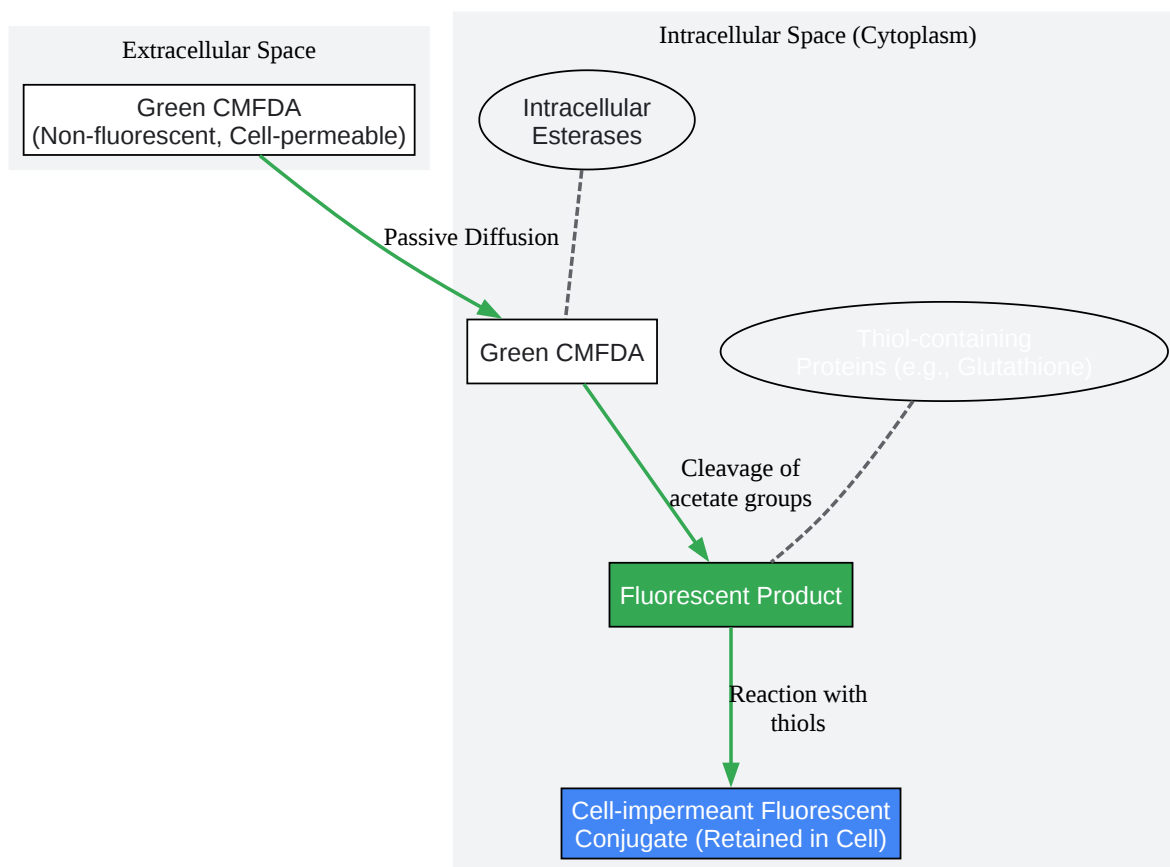 Extracellular Space
Green CMFDA
(Non-fluorescent, Cell-permeable)
Intracellular Space (Cytoplasm)
Intracellular
Esterases
Passive Diffusion
Green CMFDA
Thiol-containing
Proteins (e.g., Glutathione)
Cleavage of
acetate groups
Fluorescent Product
Reaction with
thiols
Cell-impermeant Fluorescent
Conjugate (Retained in Cell)